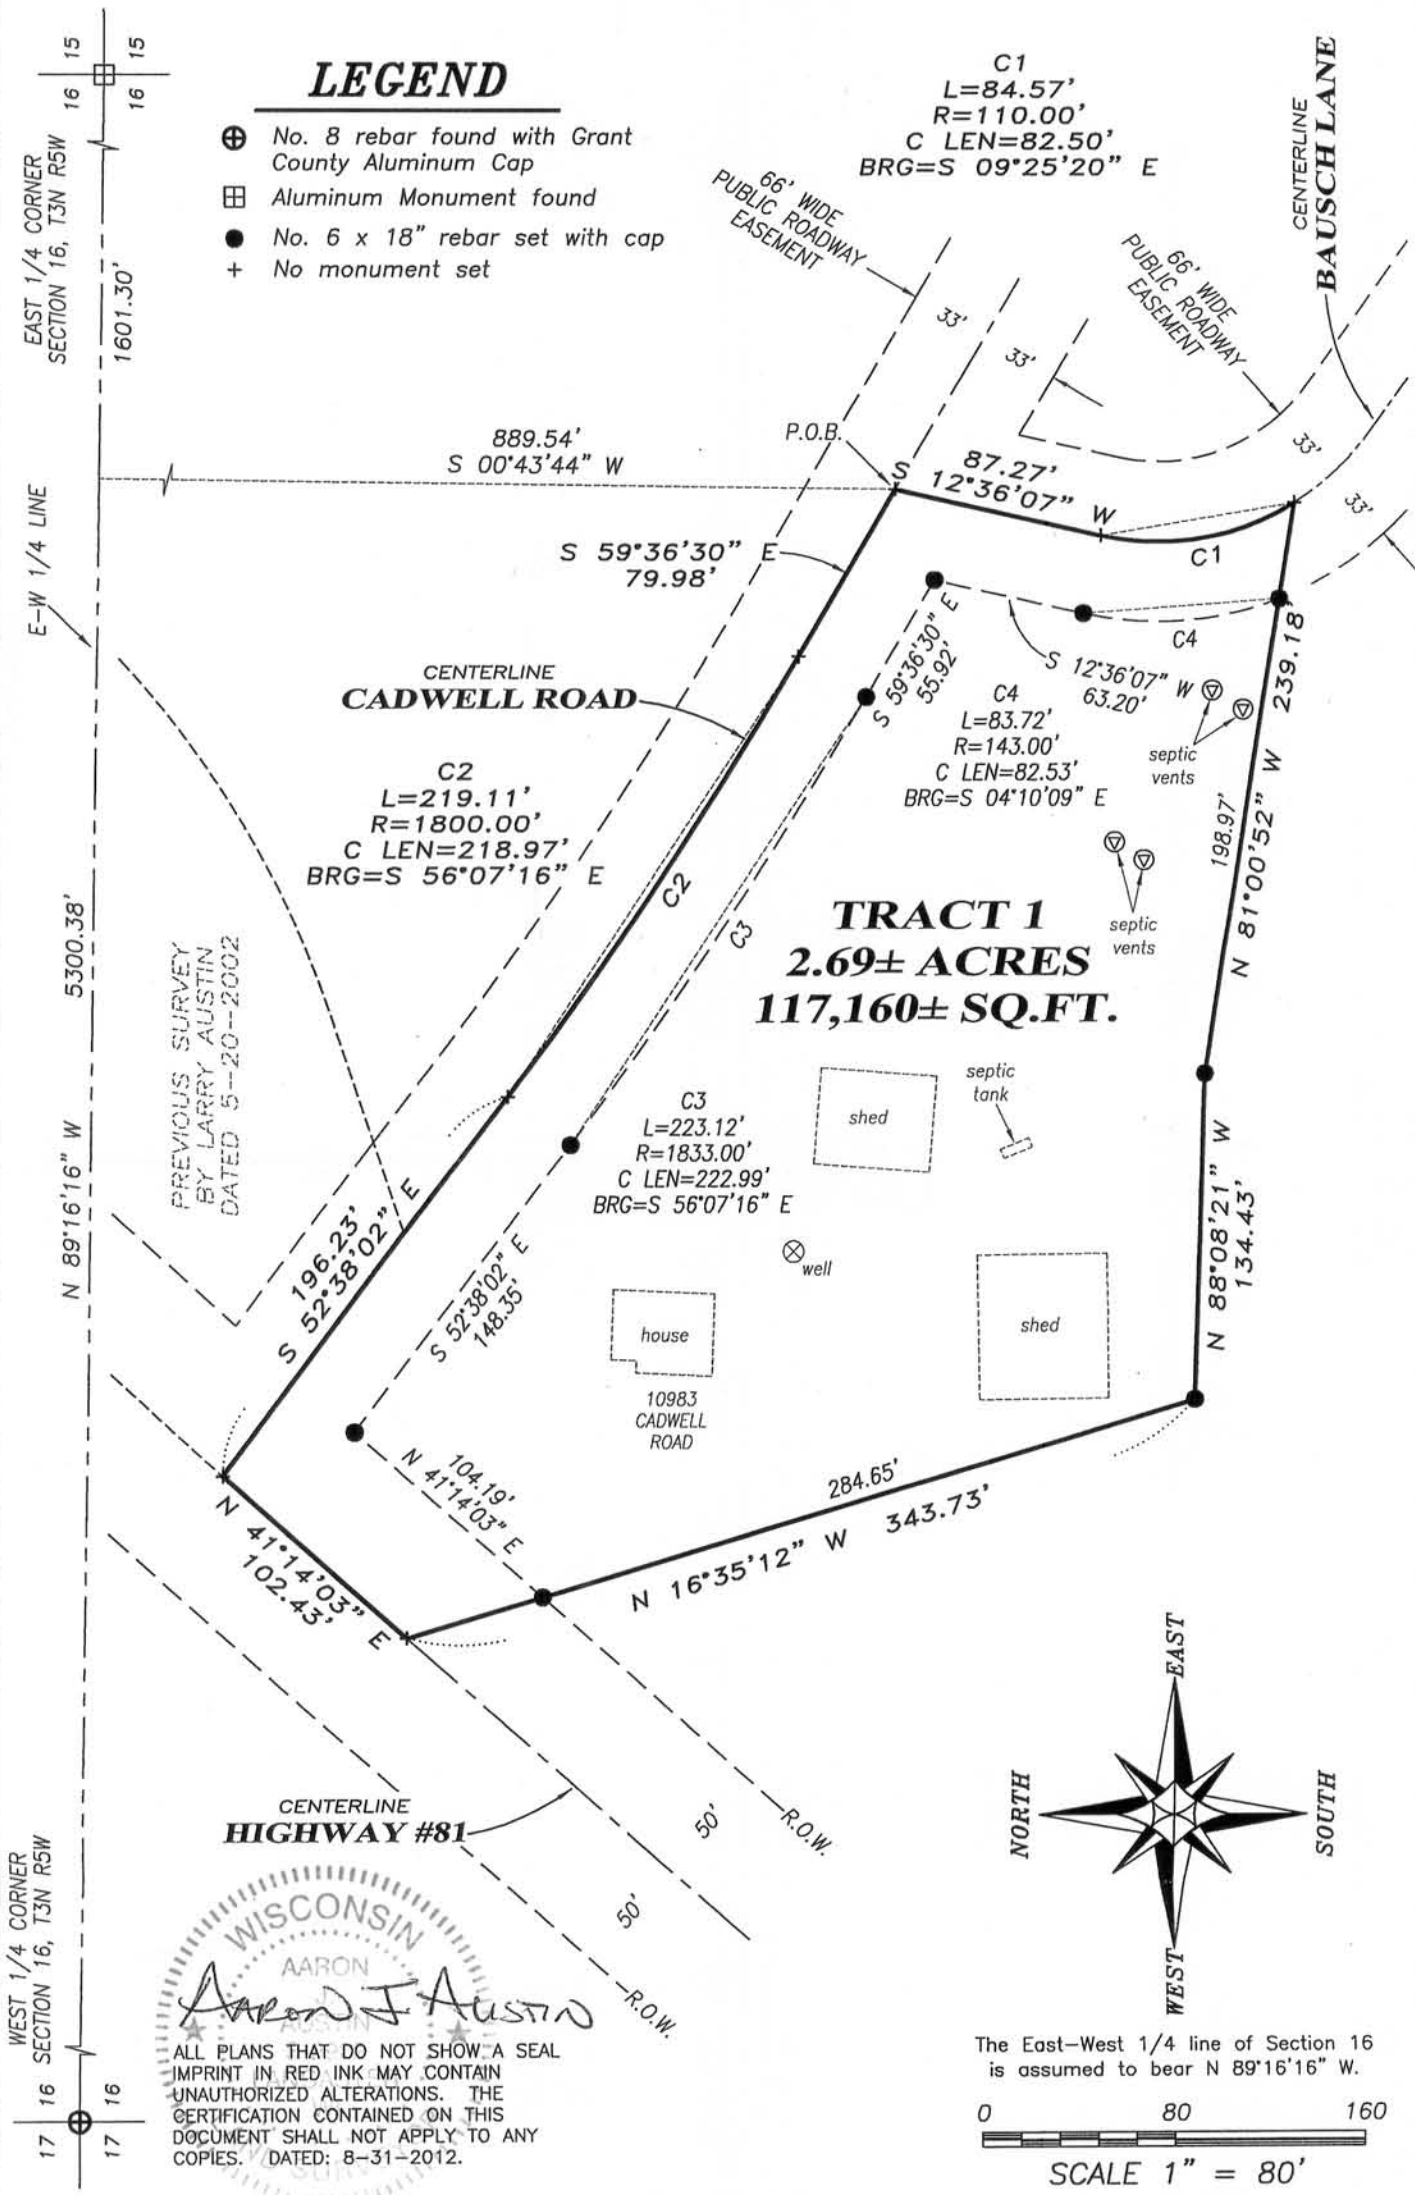 16 | 15
16 | 15
EAST 1/4 CORNER
SECTION 16, T3N R5W
1601.30'
LEGEND
No. 8 rebar found with Grant
County Aluminum Cap
Aluminum Monument found
No. 6 x 18" rebar set with cap
No monument set
C1
L=84.57'
R=110.00'
C LEN=82.50'
BRG=S 09°25'20" E
66' WIDE
PUBLIC ROADWAY
EASEMENT
66' WIDE
PUBLIC ROADWAY
EASEMENT
CENTERLINE
BAUSCH LANE
33'
33'
33'
33'
889.54'
S 00°43'44" W
P.O.B.
87.27'
S 12°36'07" W
C1
E-W 1/4 LINE
S 59°36'30" E
79.98'
CENTERLINE
CADWELL ROAD
S 59°36'30" E
55.92'
S 12°36'07" W
63.20'
C4
C4
L=83.72'
R=143.00'
C LEN=82.53'
BRG=S 04°10'09" E
septic
vents
N 81°00'52" W 239.18'
198.97'
C2
L=219.11'
R=1800.00'
C LEN=218.97'
BRG=S 56°07'16" E
C2
C3
septic
vents
TRACT 1
2.69± ACRES
117,160± SQ.FT.
5300.38'
N 89°16'16" W
PREVIOUS SURVEY
BY LARRY AUSTIN
DATED 5-20-2002
C3
L=223.12'
R=1833.00'
C LEN=222.99'
BRG=S 56°07'16" E
shed
septic
tank
N 88°08'21" W
134.43'
196.23'
S 52°38'02" E
S 52°38'02" E
148.35'
well
house
shed
10983
CADWELL
ROAD
104.19'
N 41°14'03" E
284.65'
N 16°35'12" W 343.73'
N 41°14'03" E
102.43'
CENTERLINE
HIGHWAY #81
50'
50'
R.O.W.
R.O.W.
EAST
NORTH
SOUTH
WEST
WEST 1/4 CORNER
SECTION 16, T3N R5W
17 | 16
17 | 16
WISCONSIN
AARON
J.
AUSTIN
AARON J AUSTIN
LAND SURVEYOR
ALL PLANS THAT DO NOT SHOW A SEAL
IMPRINT IN RED INK MAY CONTAIN
UNAUTHORIZED ALTERATIONS. THE
CERTIFICATION CONTAINED ON THIS
DOCUMENT SHALL NOT APPLY TO ANY
COPIES. DATED: 8-31-2012.
The East-West 1/4 line of Section 16
is assumed to bear N 89°16'16" W.
0 80 160
SCALE 1" = 80'